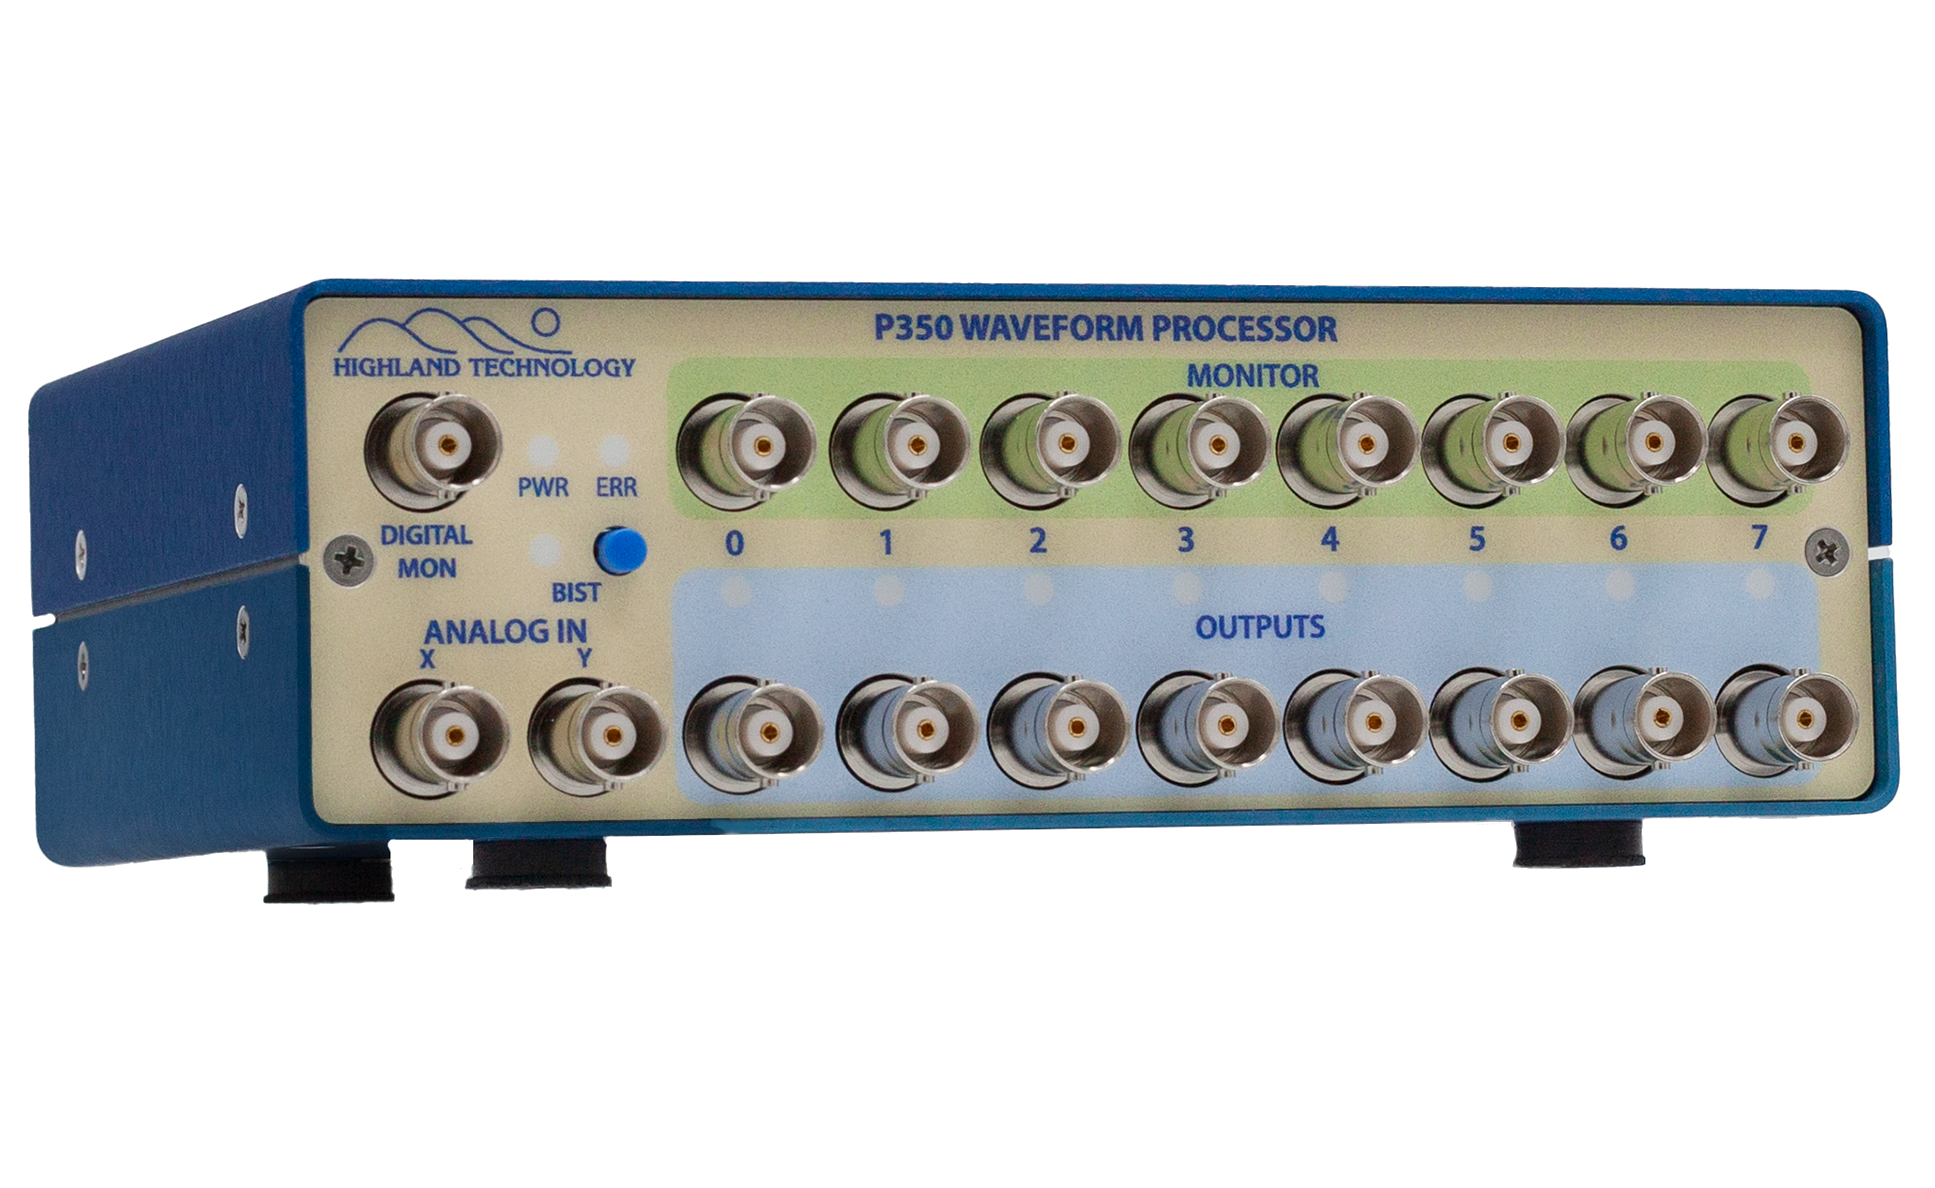 HIGHLAND TECHNOLOGY
P350 WAVEFORM PROCESSOR
MONITOR
PWR ERR
DIGITAL
MON
BIST
0 1 2 3 4 5 6 7
ANALOG IN
X Y
OUTPUTS